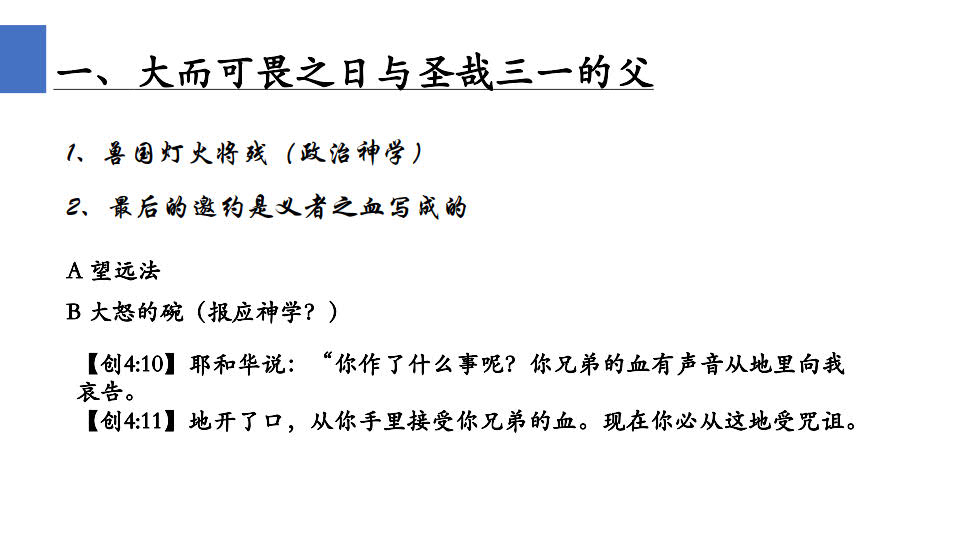 一、大而可畏之日与圣哉三一的父
1、兽国灯火将残（政治神学）
2、最后的邀约是义者之血写成的
A 望远法
B 大怒的碗（报应神学？）
【创4:10】耶和华说：“你作了什么事呢？你兄弟的血有声音从地里向我
哀告。
【创4:11】地开了口，从你手里接受你兄弟的血。现在你必从这地受咒诅。